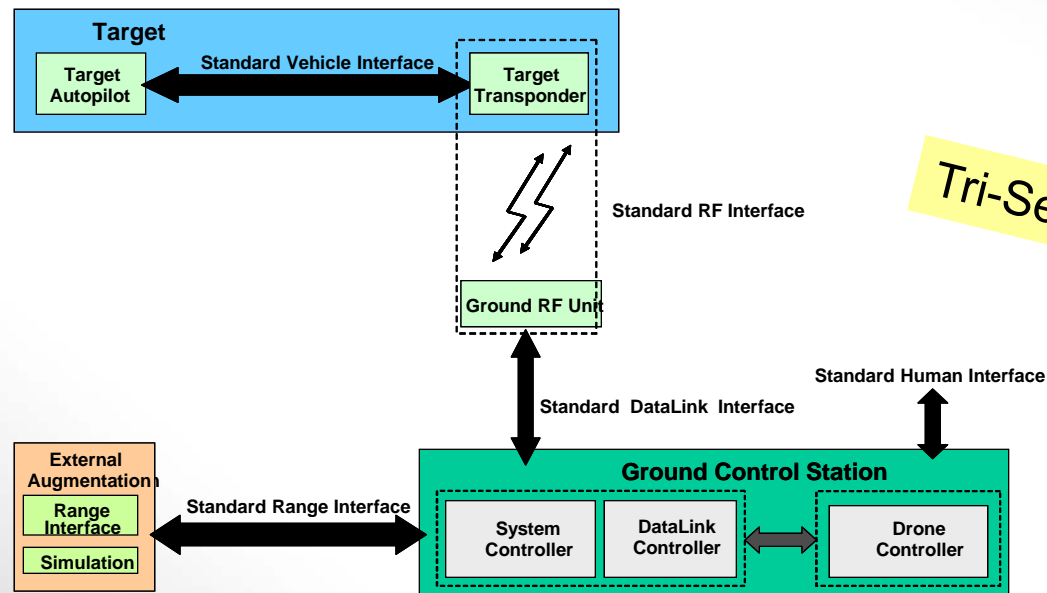 Target
Standard Vehicle Interface
Target
Autopilot
Target
Transponder
Tri-Se
Standard RF Interface
Ground RF Unit
Standard Human Interface
Standard DataLink Interface
External
Augmentation
Range
Interface
Simulation
Standard Range Interface
Ground Control Station
System
Controller
DataLink
Controller
Drone
Controller